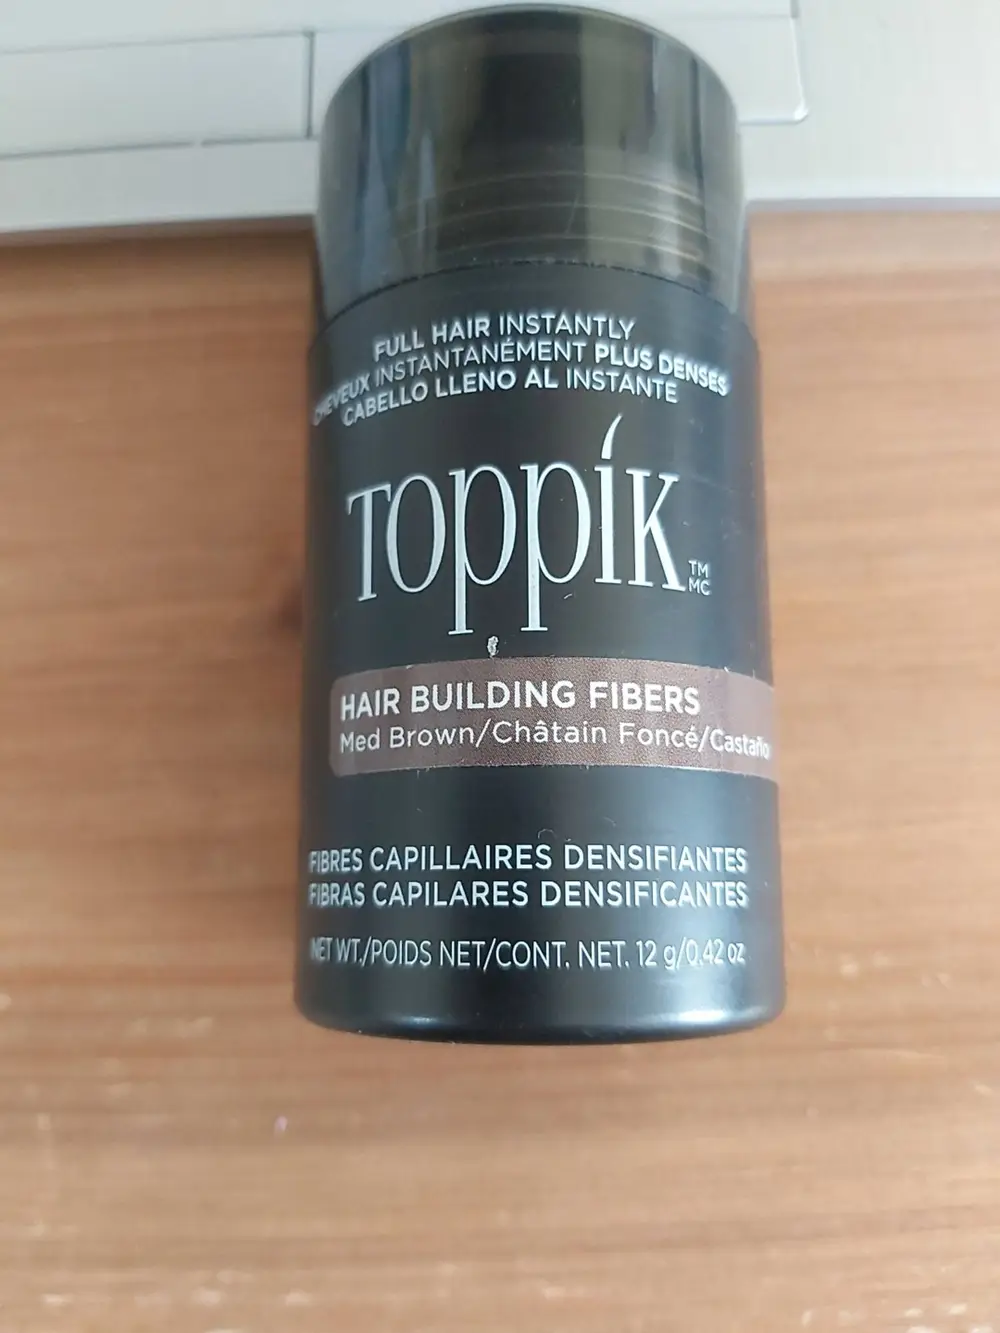 FULL HAIR INSTANTLY
CHEVEUX INSTANTANÉMENT PLUS DENSES
CABELLO LLENO AL INSTANTE
Toppík TM MC
HAIR BUILDING FIBERS
Med Brown/Châtain Foncé/Castaño
FIBRES CAPILLAIRES DENSIFIANTES
FIBRAS CAPILARES DENSIFICANTES
NET WT./POIDS NET/CONT. NET. 12 g/0.42 oz